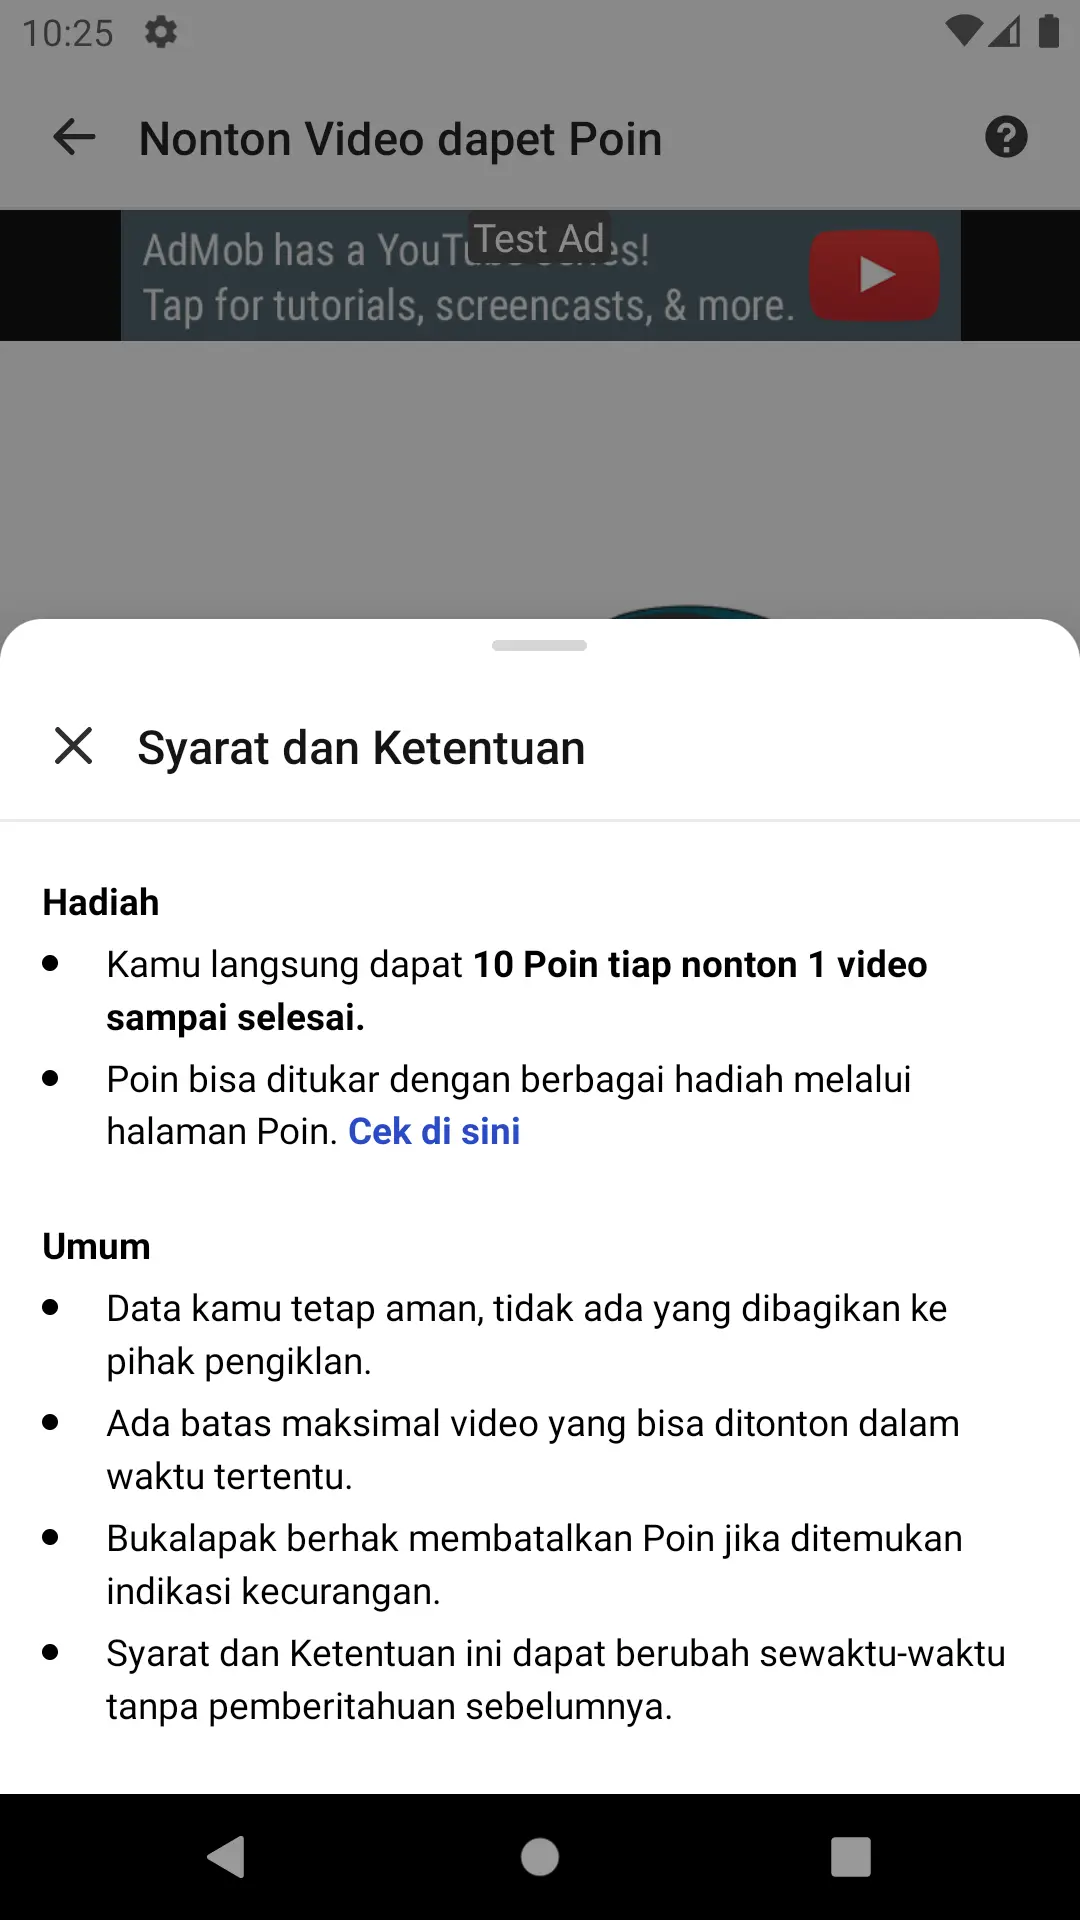 10:25
Nonton Video dapet Poin
Test Ad
AdMob has a YouTube series!
Tap for tutorials, screencasts, & more.
Syarat dan Ketentuan
Hadiah
Kamu langsung dapat 10 Poin tiap nonton 1 video
sampai selesai.
Poin bisa ditukar dengan berbagai hadiah melalui
halaman Poin. Cek di sini
Umum
Data kamu tetap aman, tidak ada yang dibagikan ke
pihak pengiklan.
Ada batas maksimal video yang bisa ditonton dalam
waktu tertentu.
Bukalapak berhak membatalkan Poin jika ditemukan
indikasi kecurangan.
Syarat dan Ketentuan ini dapat berubah sewaktu-waktu
tanpa pemberitahuan sebelumnya.